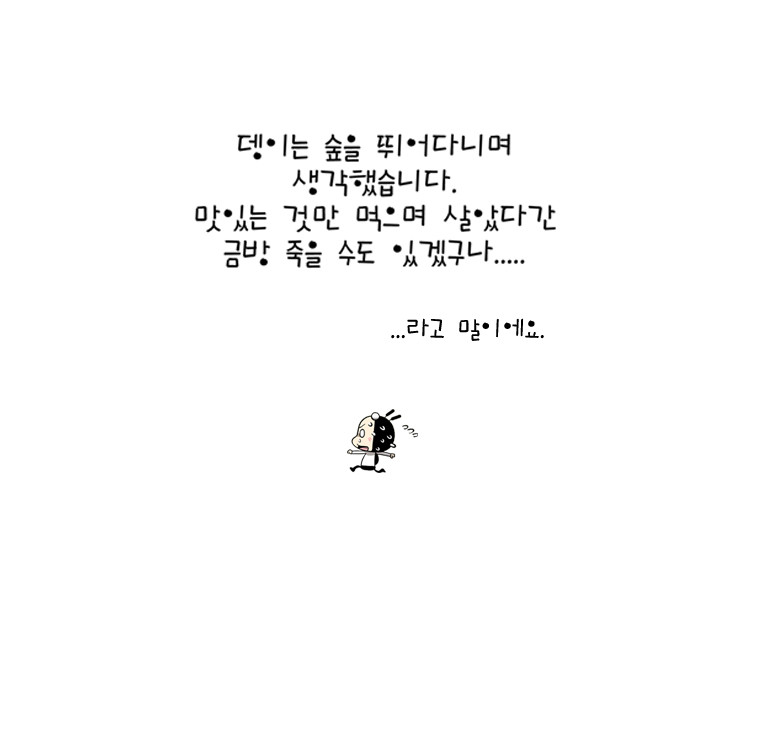 뎅이는 숲을 뛰어다니며
생각했습니다.
맛있는 것만 먹으며 살았다간
금방 죽을 수도 있겠구나.....
...라고 말이에요.